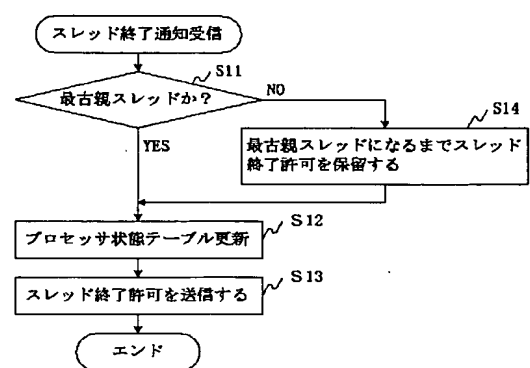 スレッド終了通知受信
S11
最古親スレッドか？
NO
S14
YES
最古親スレッドになるまでスレッド
終了許可を保留する
S12
プロセッサ状態テーブル更新
S13
スレッド終了許可を送信する
エンド